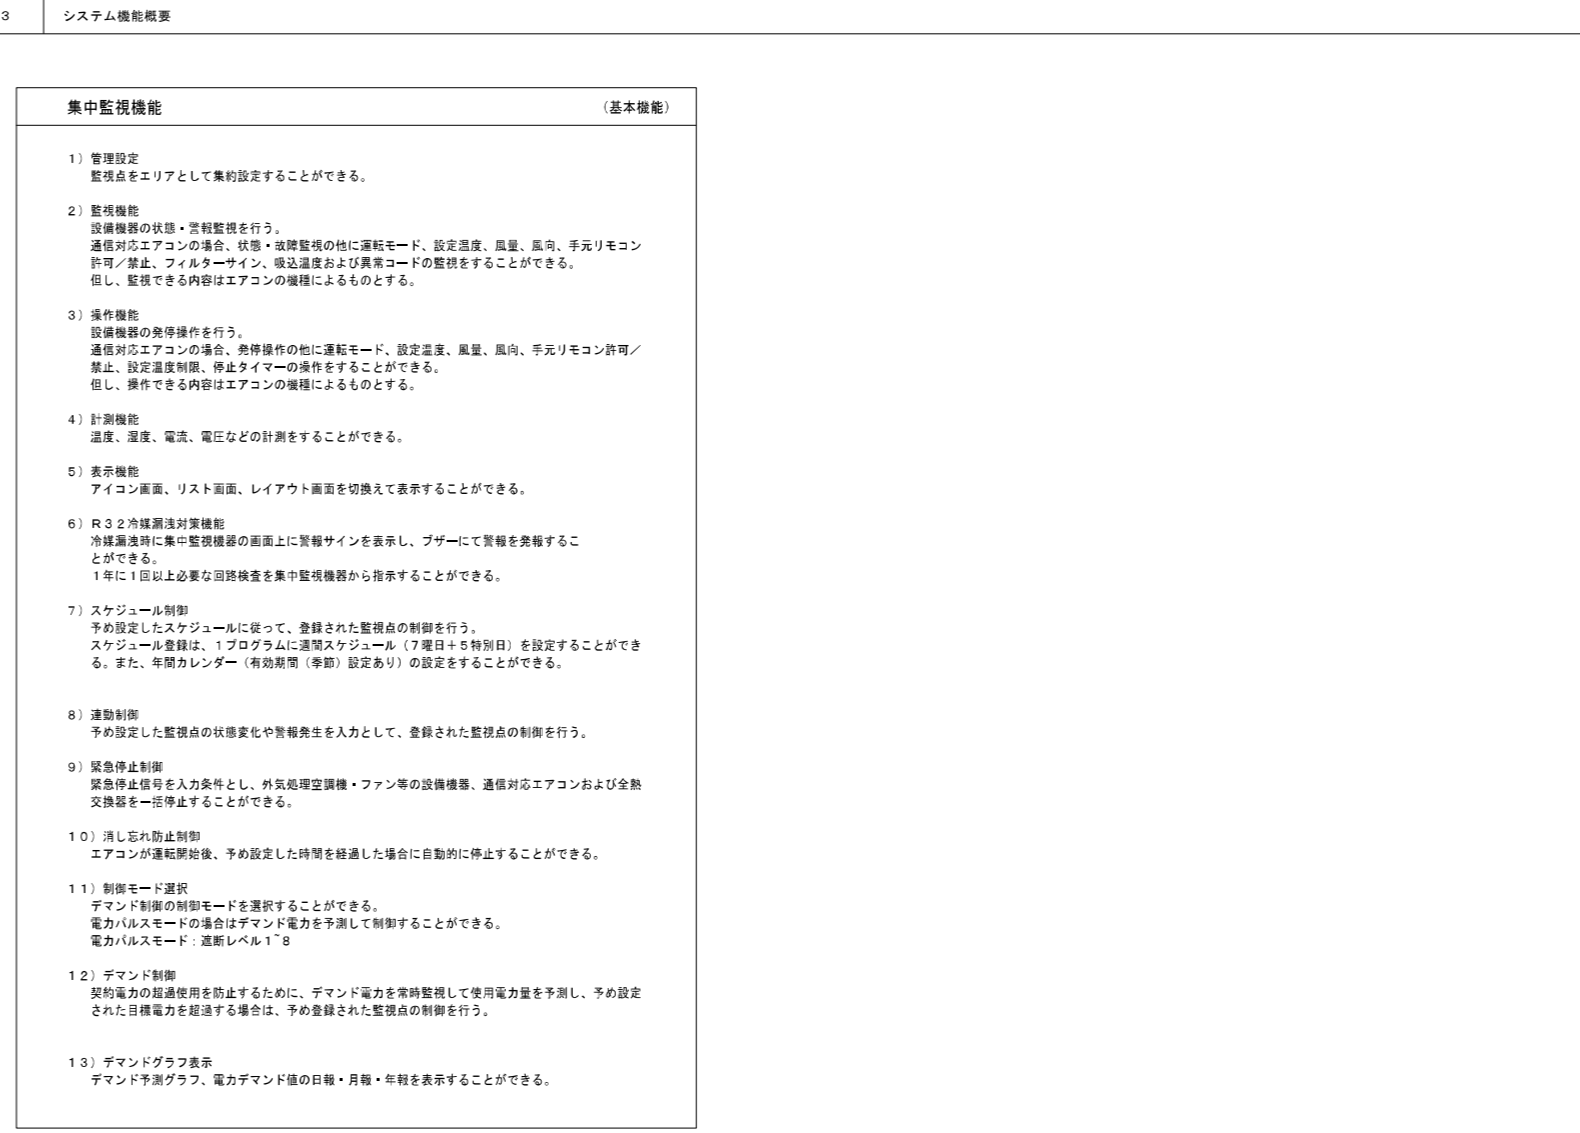 3 システム機能概要
集中監視機能 （基本機能）
１）管理設定
監視点をエリアとして集約設定することができる。
２）監視機能
設備機器の状態・警報監視を行う。
通信対応エアコンの場合、状態・故障監視の他に運転モード、設定温度、風量、風向、手元リモコン
許可／禁止、フィルターサイン、吸込温度および異常コードの監視をすることができる。
但し、監視できる内容はエアコンの機種によるものとする。
３）操作機能
設備機器の発停操作を行う。
通信対応エアコンの場合、発停操作の他に運転モード、設定温度、風量、風向、手元リモコン許可／
禁止、設定温度制限、停止タイマーの操作をすることができる。
但し、操作できる内容はエアコンの機種によるものとする。
４）計測機能
温度、湿度、電流、電圧などの計測をすることができる。
５）表示機能
アイコン画面、リスト画面、レイアウト画面を切換えて表示することができる。
６）Ｒ３２冷媒漏洩対策機能
冷媒漏洩時に集中監視機器の画面上に警報サインを表示し、ブザーにて警報を発報するこ
とができる。
１年に１回以上必要な回路検査を集中監視機器から指示することができる。
７）スケジュール制御
予め設定したスケジュールに従って、登録された監視点の制御を行う。
スケジュール登録は、１プログラムに週間スケジュール（７曜日＋５特別日）を設定することができ
る。また、年間カレンダー（有効期間（季節）設定あり）の設定をすることができる。
８）連動制御
予め設定した監視点の状態変化や警報発生を入力として、登録された監視点の制御を行う。
９）緊急停止制御
緊急停止信号を入力条件とし、外気処理空調機・ファン等の設備機器、通信対応エアコンおよび全熱
交換器を一括停止することができる。
１０）消し忘れ防止制御
エアコンが運転開始後、予め設定した時間を経過した場合に自動的に停止することができる。
１１）制御モード選択
デマンド制御の制御モードを選択することができる。
電力パルスモードの場合はデマンド電力を予測して制御することができる。
電力パルスモード：遮断レベル１~８
１２）デマンド制御
契約電力の超過使用を防止するために、デマンド電力を常時監視して使用電力量を予測し、予め設定
された目標電力を超過する場合は、予め登録された監視点の制御を行う。
１３）デマンドグラフ表示
デマンド予測グラフ、電力デマンド値の日報・月報・年報を表示することができる。